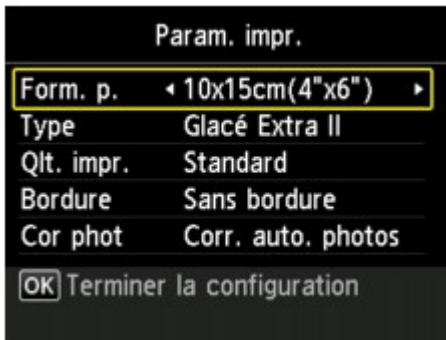 Param. impr.
Form. p. 10x15cm(4"x6")
Type Glacé Extra II
Qlt. impr. Standard
Bordure Sans bordure
Cor phot Corr. auto. photos
OK Terminer la configuration